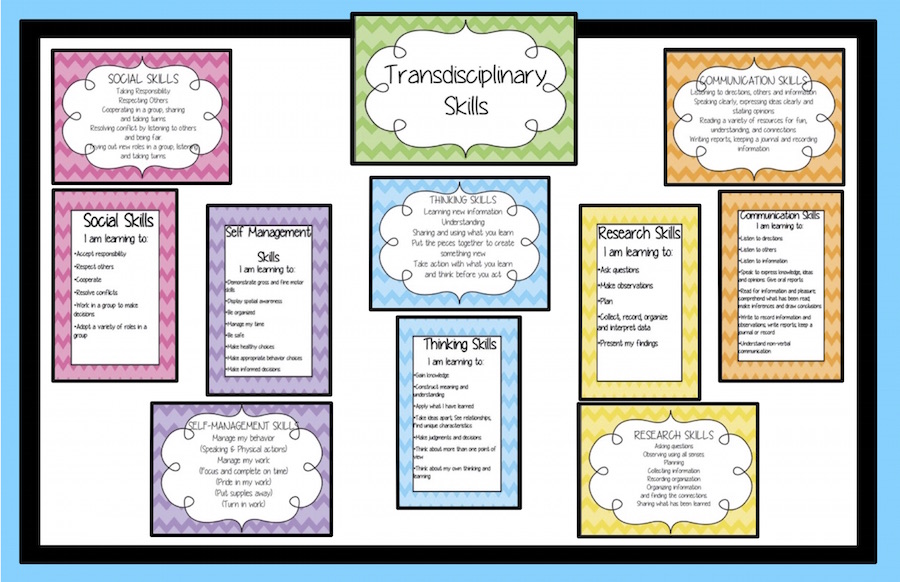 Transdisciplinary
Skills
SOCIAL SKILLS
Taking Responsibility
Respecting Others
Cooperating in a group, sharing
and taking turns
Resolving conflict by listening to others
and being fair
Trying out new roles in a group, listening
and taking turns
COMMUNICATION SKILLS
Listening to directions, others and information
Speaking clearly, expressing ideas clearly and
stating opinions
Reading a variety of resources for fun,
understanding, and connections
Writing reports, keeping a journal and recording
information
THINKING SKILLS
Learning new information
Understanding
Sharing and using what you learn
Put the pieces together to create
something new
Take action with what you learn
and think before you act
Social Skills
I am learning to:
•Accept responsibility
•Respect others
•Cooperate
•Resolve conflicts
•Work in a group to make
decisions
•Adopt a variety of roles in a
group
Self Management
Skills
I am learning to:
•Demonstrate gross and fine motor
skills
•Display spatial awareness
•Be organized
•Manage my time
•Be safe
•Make healthy choices
•Make appropriate behavior choices
•Make informed decisions
Thinking Skills
I am learning to:
•Gain knowledge
•Construct meaning and
understanding
•Apply what I have learned
•Take ideas apart, See relationships,
Find unique characteristics
•Make judgments and decisions
•Think about more than one point of
view
•Think about my own thinking and
learning
Research Skills
I am learning to:
•Ask questions
•Make observations
•Plan
•Collect, record, organize
and interpret data
•Present my findings
Communication Skills
I am learning to:
•Listen to directions
•Listen to others
•Listen to information
•Speak to express knowledge, ideas
and opinions. Give oral reports
•Read for information and pleasure;
comprehend what has been read;
make inferences and draw conclusions
•Write to record information and
observations; write reports; keep a
journal or record
•Understand non-verbal
communication
SELF-MANAGEMENT SKILLS
Manage my behavior
(Speaking & Physical actions)
Manage my work
(Focus and complete on time)
(Pride in my work)
(Put supplies away)
(Turn in work)
RESEARCH SKILLS
Asking questions
Observing using all senses
Planning
Collecting information
Recording organization
Organizing information
and finding the connections
Sharing what has been learned